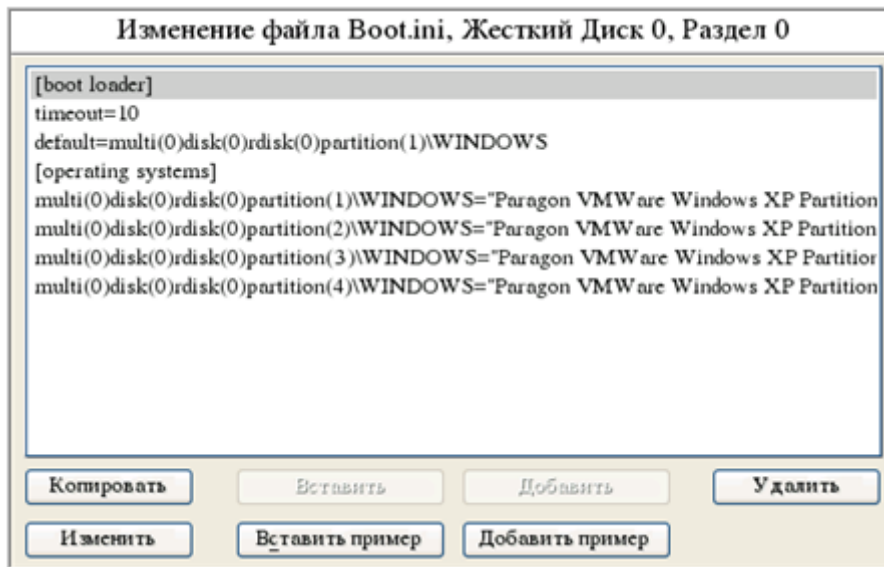 Изменение файла Boot.ini, Жесткий Диск 0, Раздел 0
[boot loader]
timeout=10
default=multi(0)disk(0)rdisk(0)partition(1)\WINDOWS
[operating systems]
multi(0)disk(0)rdisk(0)partition(1)\WINDOWS="Paragon VMWare Windows XP Partition
multi(0)disk(0)rdisk(0)partition(2)\WINDOWS="Paragon VMWare Windows XP Partition
multi(0)disk(0)rdisk(0)partition(3)\WINDOWS="Paragon VMWare Windows XP Partitior
multi(0)disk(0)rdisk(0)partition(4)\WINDOWS="Paragon VMWare Windows XP Partition
Копировать Вставить Добавить Удалить
Изменить Вставить пример Добавить пример